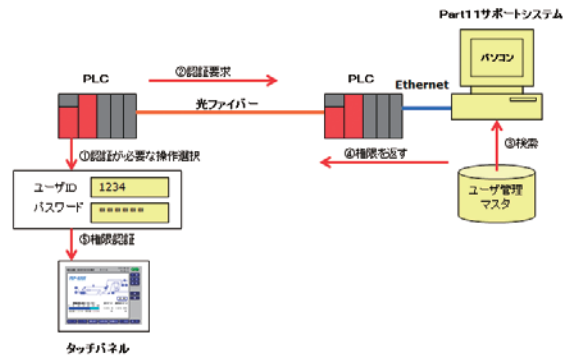 Part11サポートシステム
パソコン
PLC
②認証要求
PLC
Ethernet
光ファイバー
①認証が必要な操作選択
④権限を返す
③検索
ユーザID 1234
パスワード ******
ユーザ管理
マスタ
⑤権限認証
タッチパネル